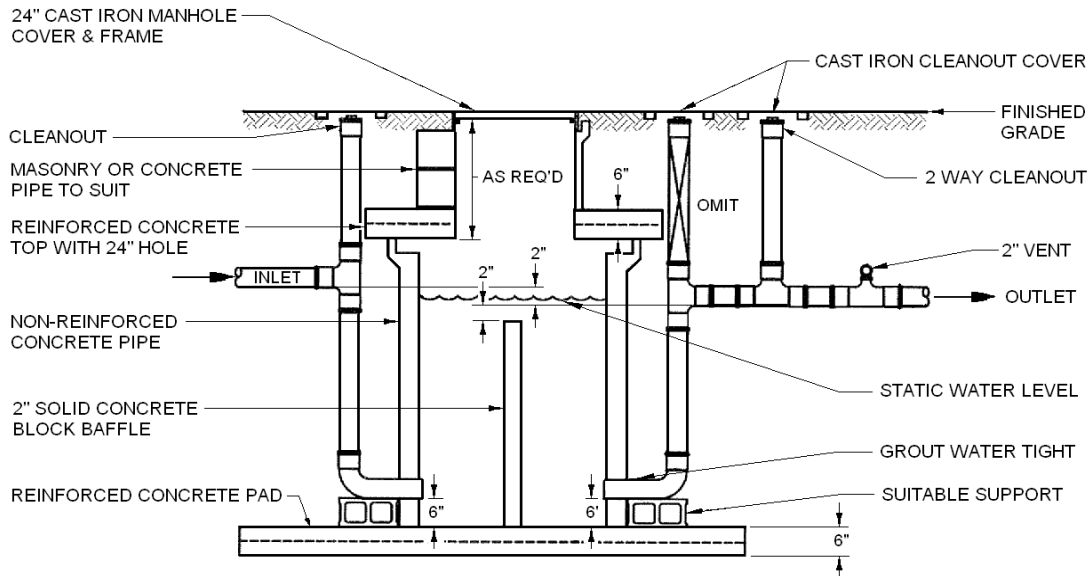 24" CAST IRON MANHOLE
COVER & FRAME
CAST IRON CLEANOUT COVER
CLEANOUT
FINISHED
GRADE
MASONRY OR CONCRETE
PIPE TO SUIT
AS REQ'D
6"
2 WAY CLEANOUT
OMIT
REINFORCED CONCRETE
TOP WITH 24" HOLE
2" VENT
2"
2"
INLET
OUTLET
NON-REINFORCED
CONCRETE PIPE
STATIC WATER LEVEL
2" SOLID CONCRETE
BLOCK BAFFLE
GROUT WATER TIGHT
REINFORCED CONCRETE PAD
SUITABLE SUPPORT
6"
6'
6"